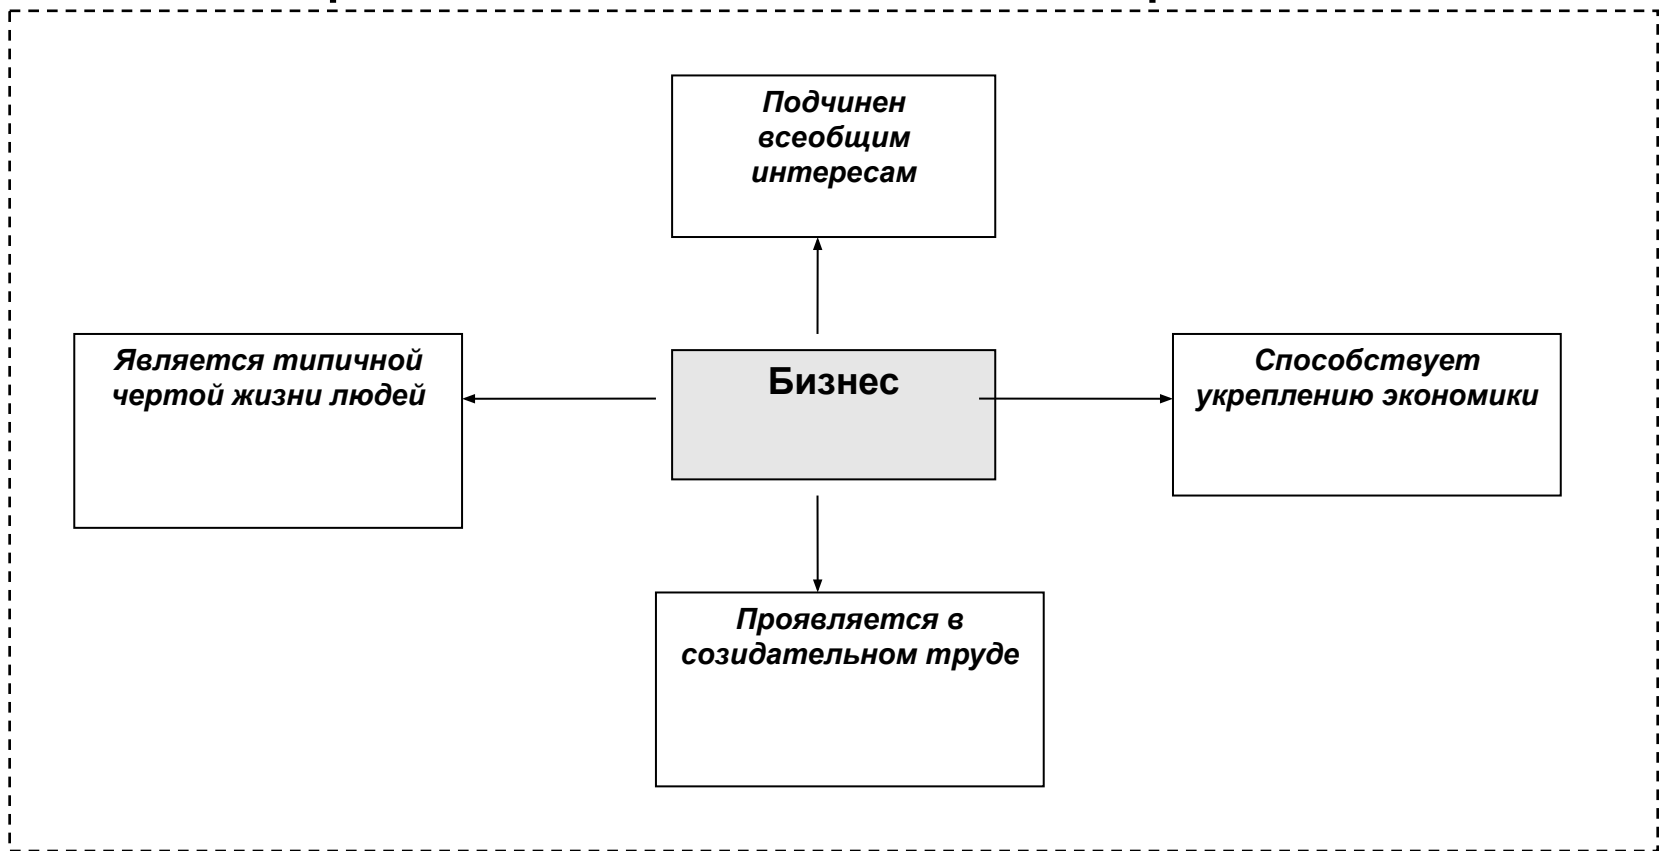 Подчинен
всеобщим
интересам
Является типичной
чертой жизни людей
Бизнес
Способствует
укреплению экономики
Проявляется в
созидательном труде